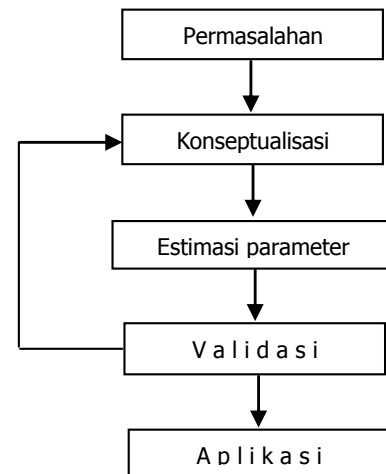 Permasalahan
Konseptualisasi
Estimasi parameter
V a l i d a s i
A p l i k a s i